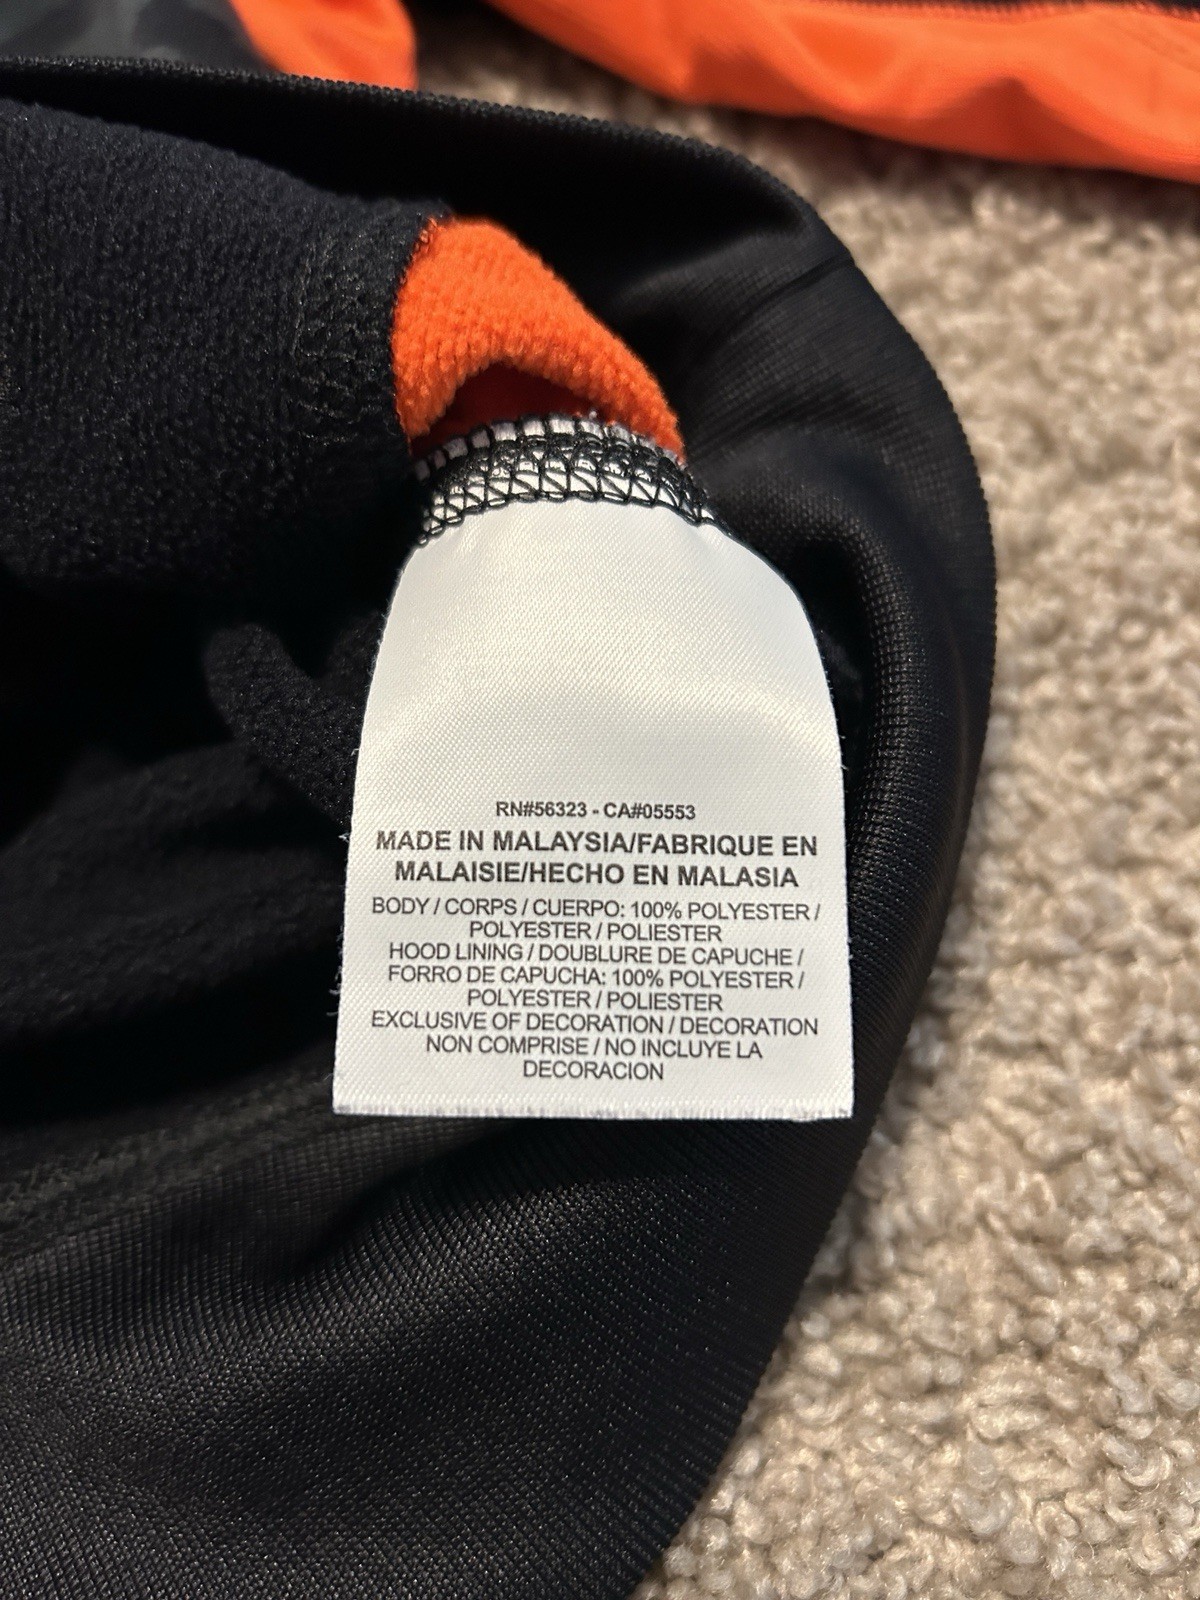 RN#56323 - CA#05553
MADE IN MALAYSIA/FABRIQUE EN
MALAISIE/HECHO EN MALASIA
BODY / CORPS / CUERPO: 100% POLYESTER /
POLYESTER / POLIESTER
HOOD LINING / DOUBLURE DE CAPUCHE /
FORRO DE CAPUCHA: 100% POLYESTER /
POLYESTER / POLIESTER
EXCLUSIVE OF DECORATION / DECORATION
NON COMPRISE / NO INCLUYE LA
DECORACION